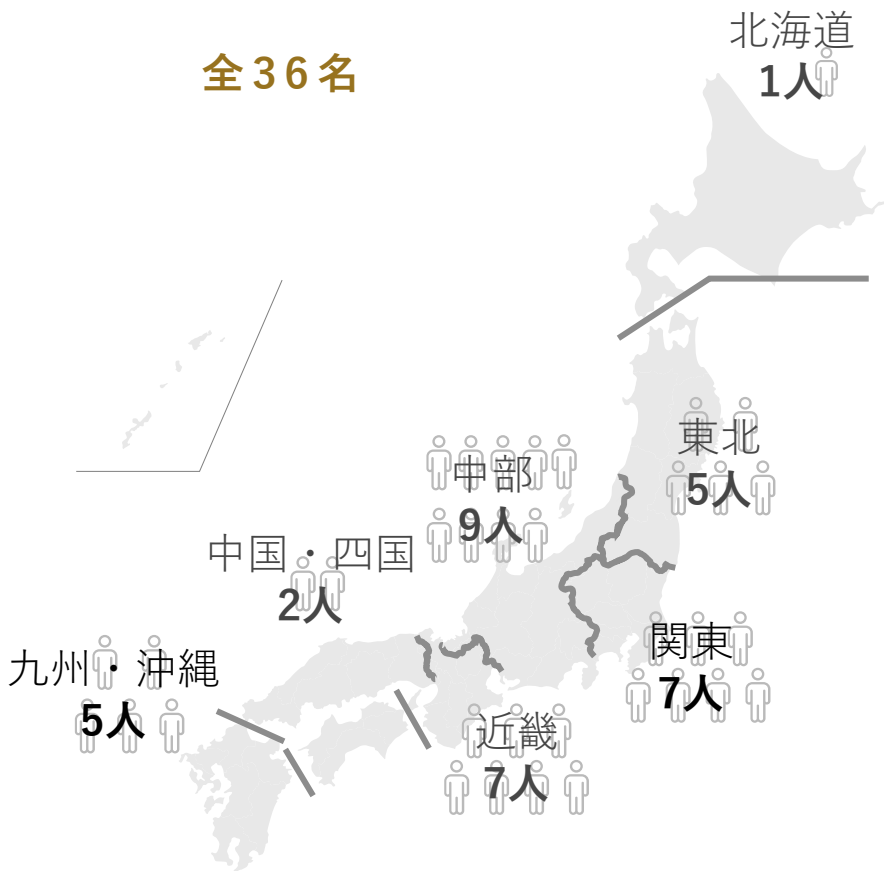 北海道
1人
全36名
東北
5人
中部
9人
中国・四国
2人
関東
7人
九州・沖縄
5人
近畿
7人